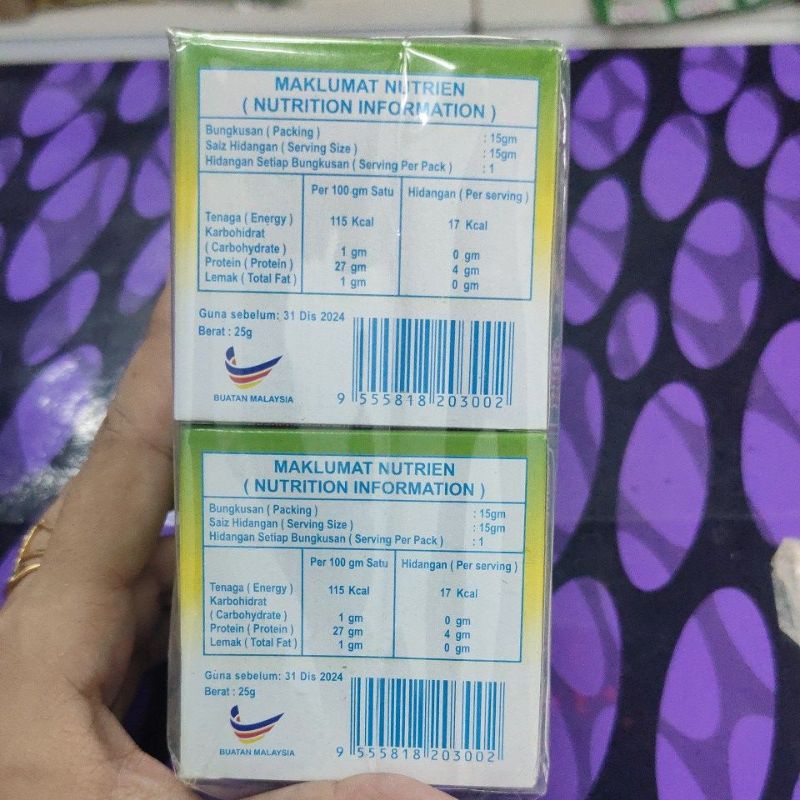 MAKLUMAT NUTRIEN
( NUTRITION INFORMATION )
Bungkusan ( Packing ) : 15gm
Saiz Hidangan ( Serving Size ) : 15gm
Hidangan Setiap Bungkusan ( Serving Per Pack ) : 1
Per 100 gm Satu Hidangan ( Per serving )
Tenaga ( Energy ) 115 Kcal 17 Kcal
Karbohidrat
( Carbohydrate ) 1 gm 0 gm
Protein ( Protein ) 27 gm 4 gm
Lemak ( Total Fat ) 1 gm 0 gm
Guna sebelum: 31 Dis 2024
Berat : 25g
BUATAN MALAYSIA
9 555818 203002
MAKLUMAT NUTRIEN
( NUTRITION INFORMATION )
Bungkusan ( Packing ) : 15gm
Saiz Hidangan ( Serving Size ) : 15gm
Hidangan Setiap Bungkusan ( Serving Per Pack ) : 1
Per 100 gm Satu Hidangan ( Per serving )
Tenaga ( Energy ) 115 Kcal 17 Kcal
Karbohidrat
( Carbohydrate ) 1 gm 0 gm
Protein ( Protein ) 27 gm 4 gm
Lemak ( Total Fat ) 1 gm 0 gm
Guna sebelum: 31 Dis 2024
Berat : 25g
BUATAN MALAYSIA
9 555818 203002